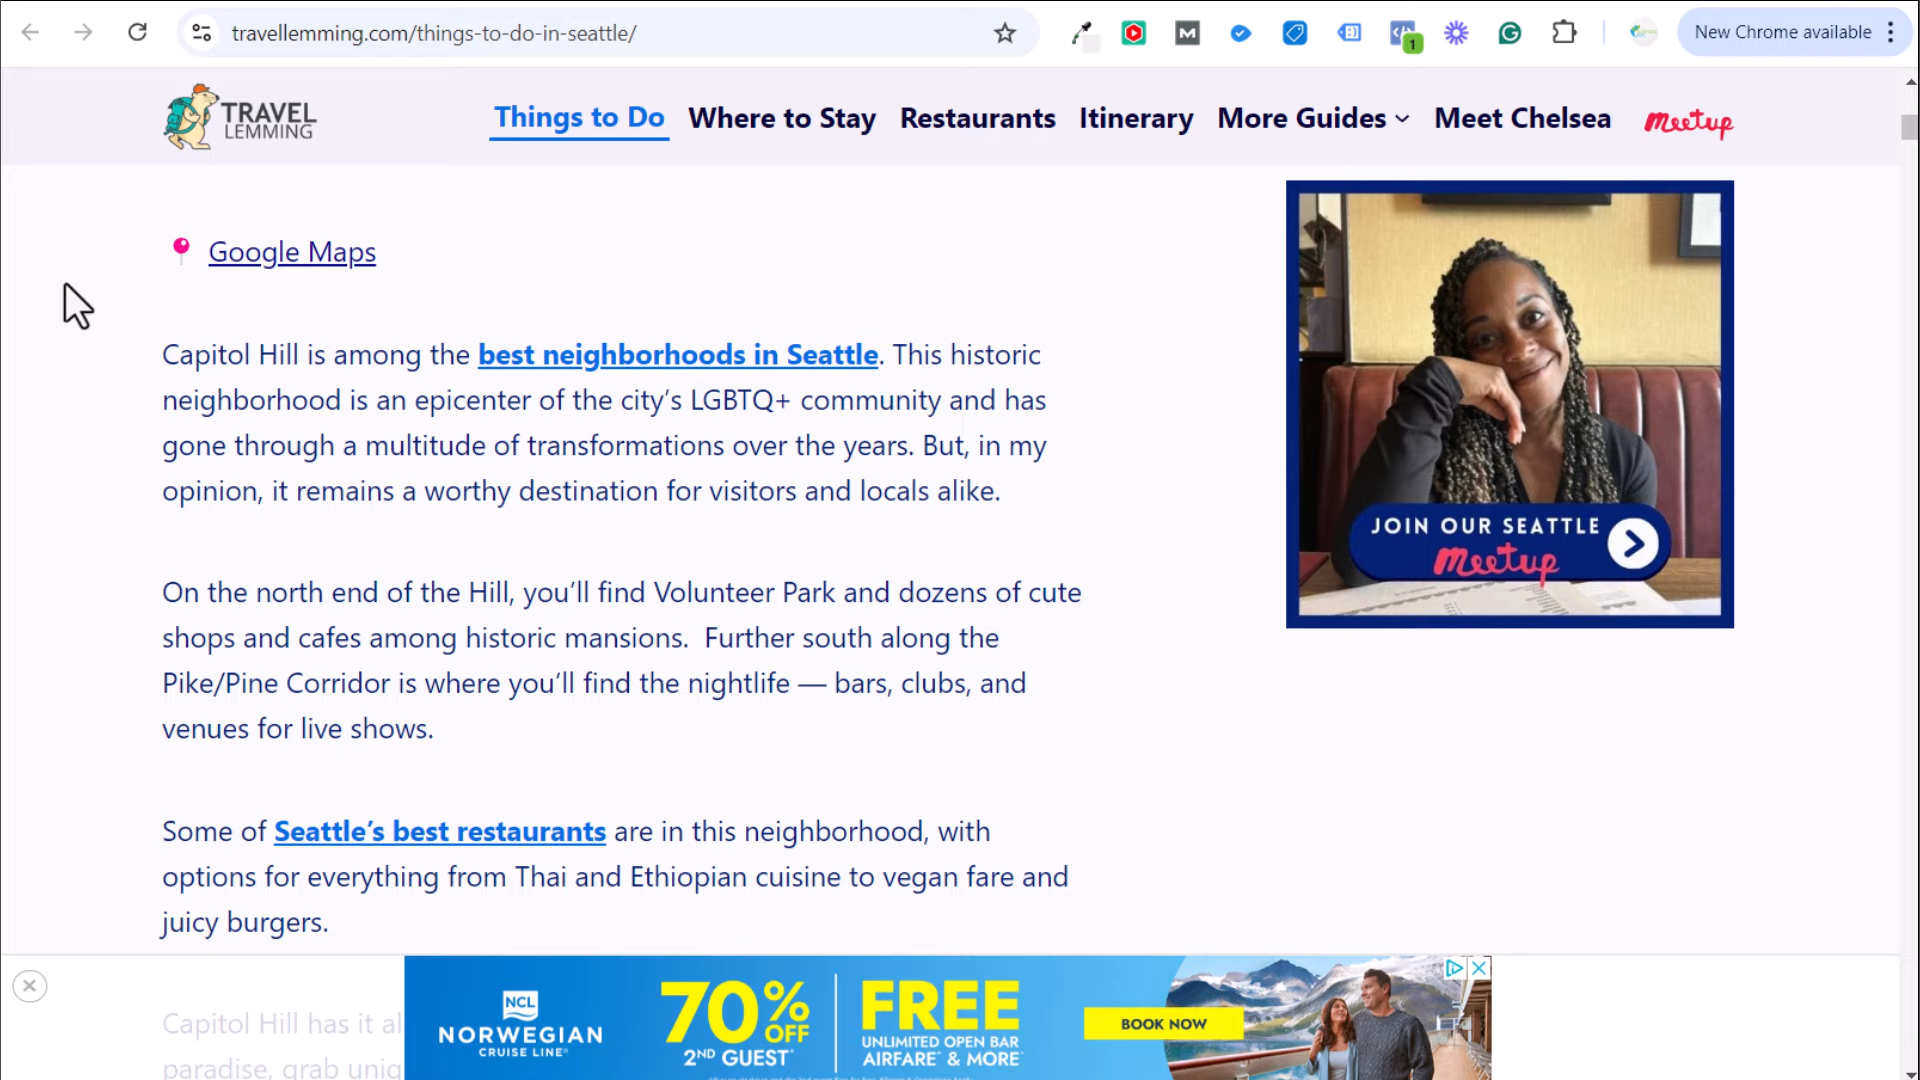 travellemming.com/things-to-do-in-seattle/
1
New Chrome available
TRAVEL
LEMMING
Things to Do
Where to Stay
Restaurants
Itinerary
More Guides
Meet Chelsea
meetup
Google Maps
Capitol Hill is among the best neighborhoods in Seattle. This historic
neighborhood is an epicenter of the city’s LGBTQ+ community and has
gone through a multitude of transformations over the years. But, in my
opinion, it remains a worthy destination for visitors and locals alike.
On the north end of the Hill, you’ll find Volunteer Park and dozens of cute
shops and cafes among historic mansions.  Further south along the
Pike/Pine Corridor is where you’ll find the nightlife — bars, clubs, and
venues for live shows.
Some of Seattle’s best restaurants are in this neighborhood, with
options for everything from Thai and Ethiopian cuisine to vegan fare and
juicy burgers.
JOIN OUR SEATTLE
meetup
Capitol Hill has it al
paradise, grab uniq
NCL
NORWEGIAN
CRUISE LINE®
70% OFF
2ND GUEST*
FREE
UNLIMITED OPEN BAR
AIRFARE^ & MORE*
BOOK NOW